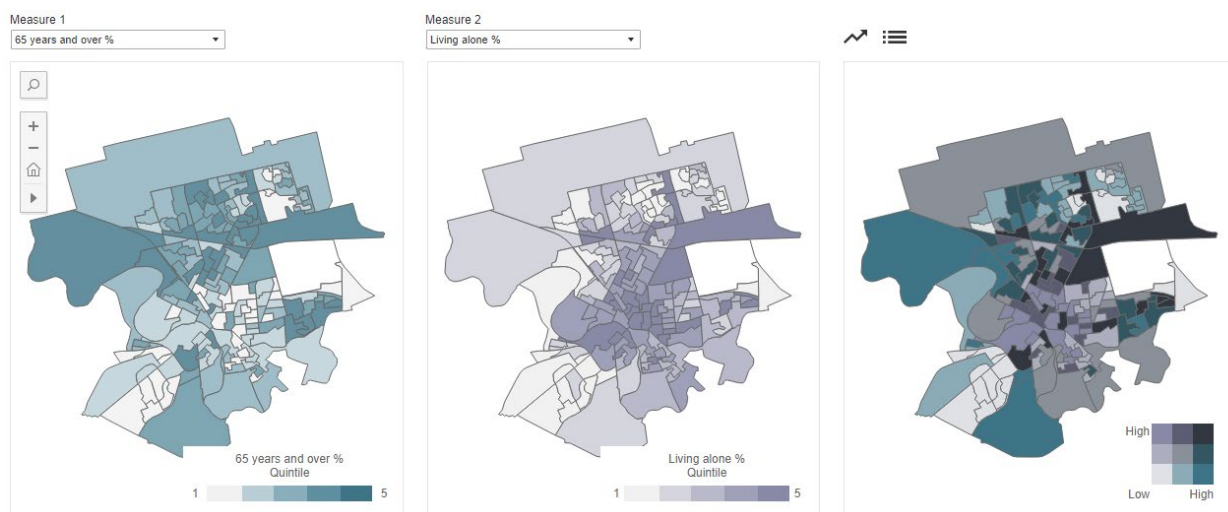 Measure 1
65 years and over %
Measure 2
Living alone %
65 years and over %
Quintile
1 5
Living alone %
Quintile
1 5
High
Low High